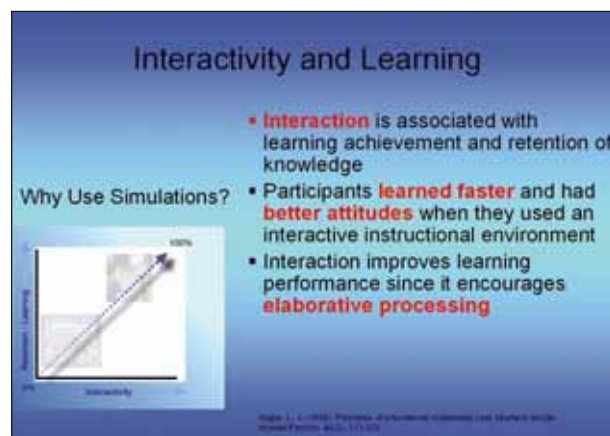 Interactivity and Learning
▪ Interaction is associated with
learning achievement and retention of
knowledge
Why Use Simulations?
▪ Participants learned faster and had
better attitudes when they used an
interactive instructional environment
▪ Interaction improves learning
performance since it encourages
elaborative processing
100%
Learning
Interactivity
0%